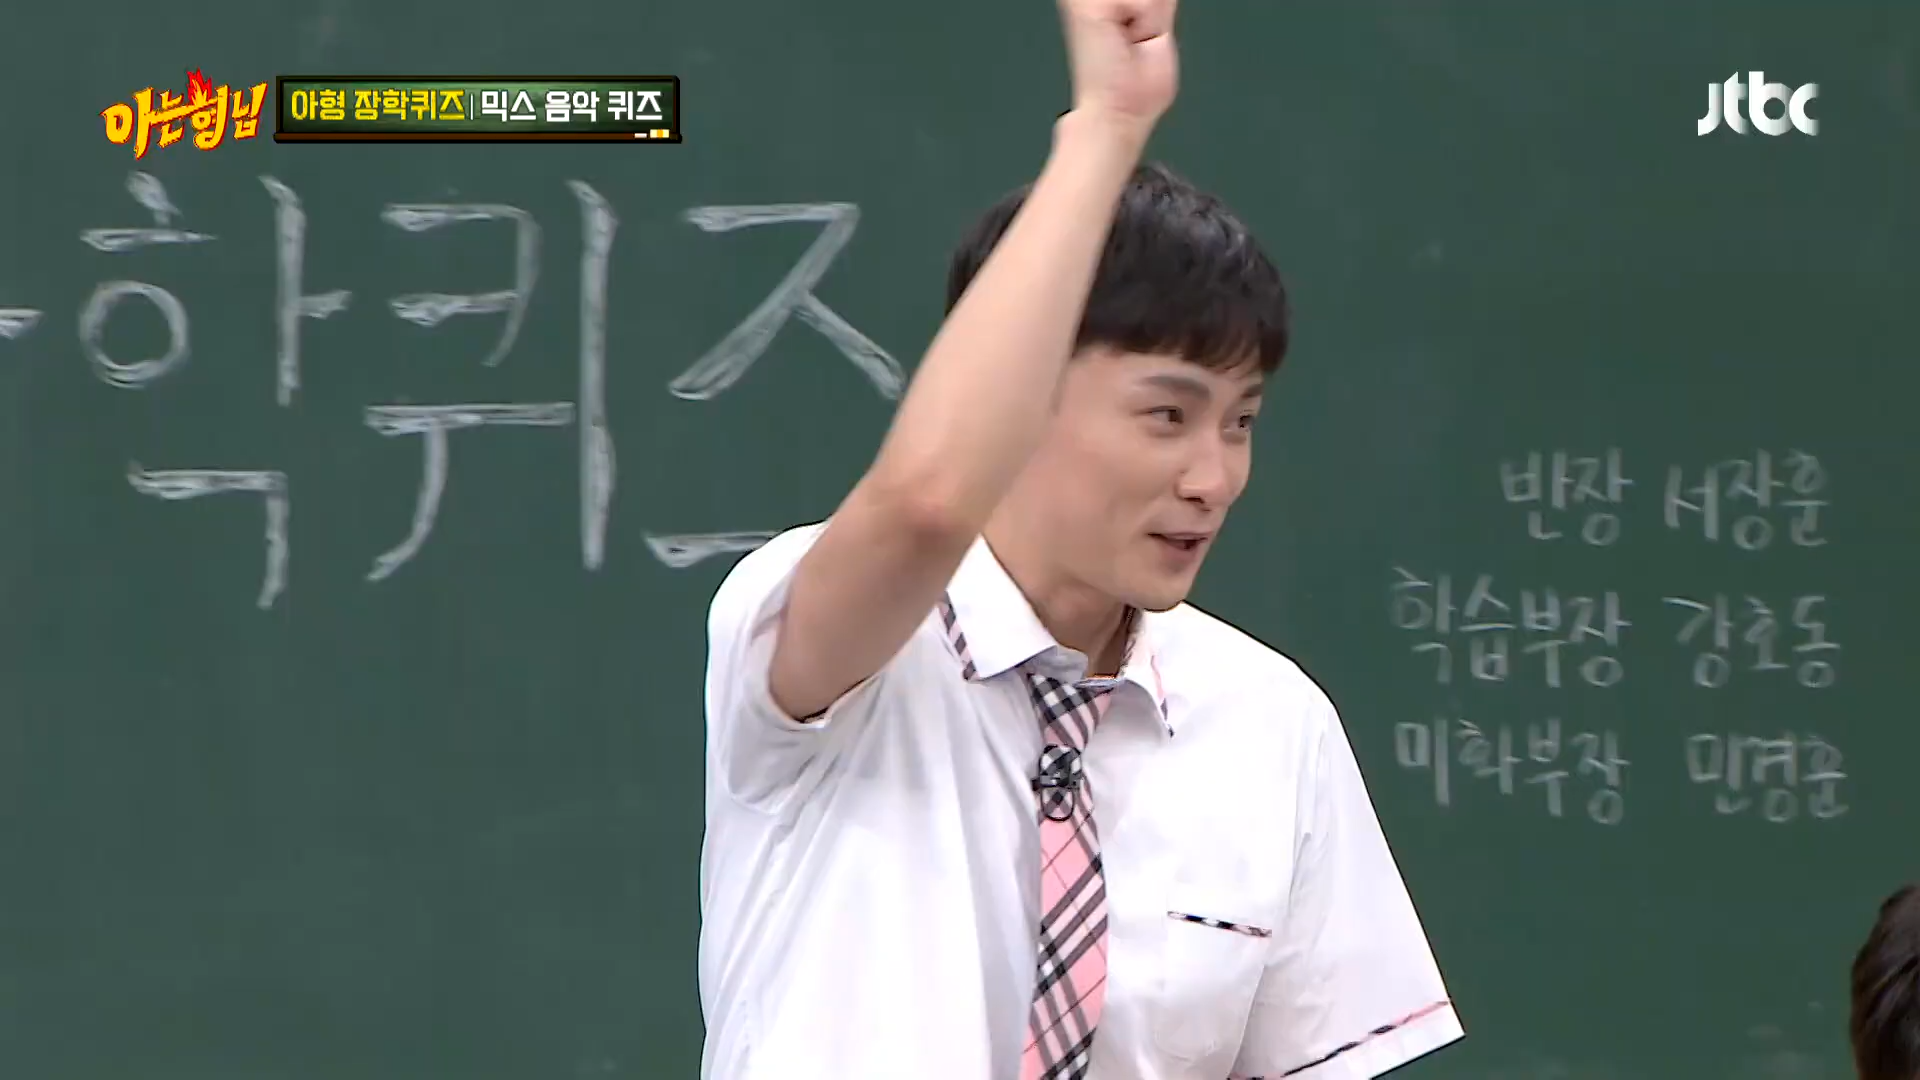 아는형님
아형 장학퀴즈 | 믹스 음악 퀴즈
jtbc
학퀴즈
반장 서장훈
학습부장 강호동
미화부장 민경훈